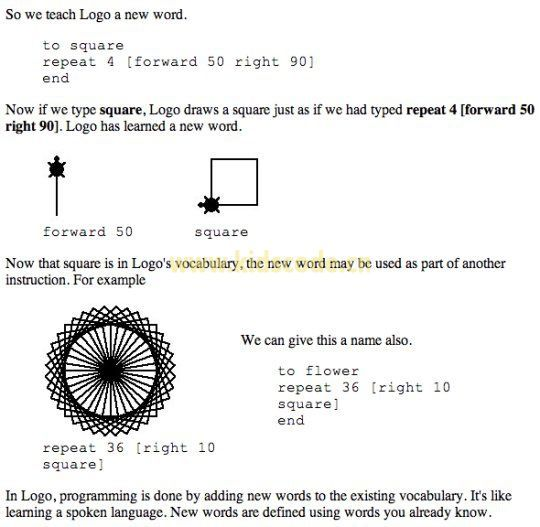 So we teach Logo a new word.
to square
repeat 4 [forward 50 right 90]
end
Now if we type square, Logo draws a square just as if we had typed repeat 4 [forward 50
right 90]. Logo has learned a new word.
forward 50
square
Now that square is in Logo's vocabulary, the new word may be used as part of another
instruction. For example
We can give this a name also.
to flower
repeat 36 [right 10
square]
end
repeat 36 [right 10
square]
In Logo, programming is done by adding new words to the existing vocabulary. It's like
learning a spoken language. New words are defined using words you already know.